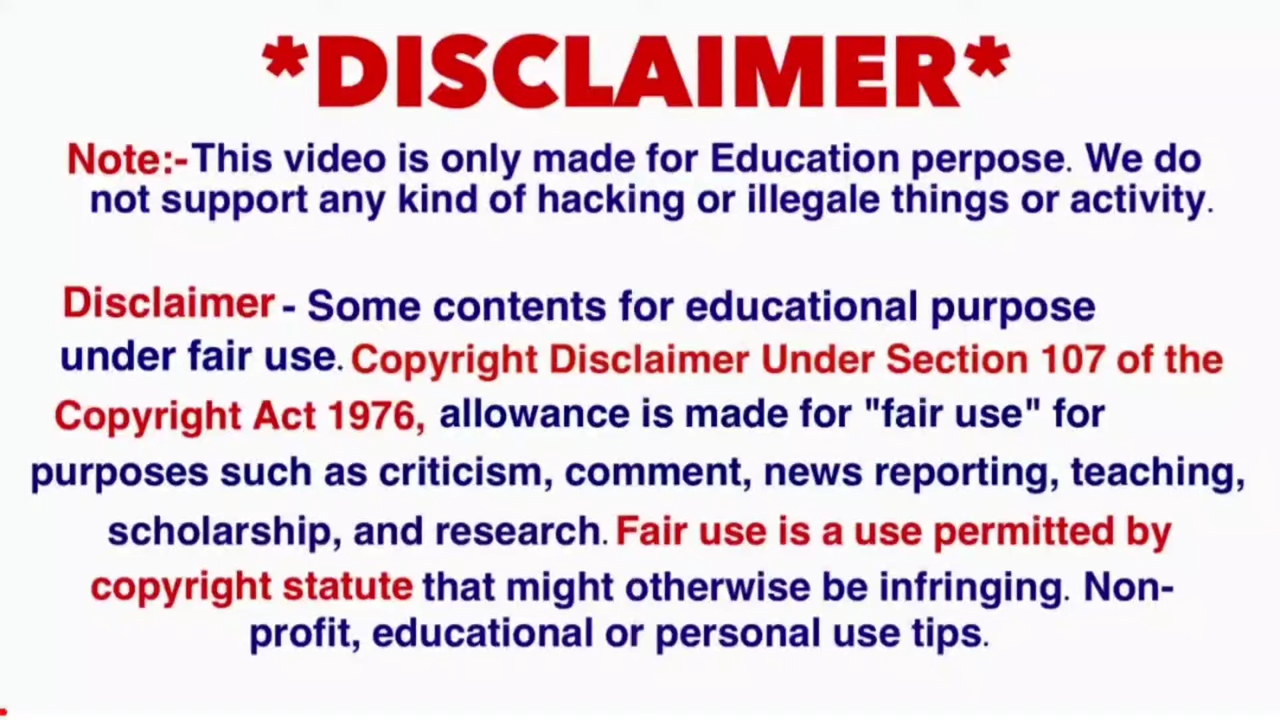 *DISCLAIMER*
Note:-This video is only made for Education perpose. We do
not support any kind of hacking or illegale things or activity.
Disclaimer - Some contents for educational purpose
under fair use. Copyright Disclaimer Under Section 107 of the
Copyright Act 1976, allowance is made for "fair use" for
purposes such as criticism, comment, news reporting, teaching,
scholarship, and research. Fair use is a use permitted by
copyright statute that might otherwise be infringing. Non-
profit, educational or personal use tips.